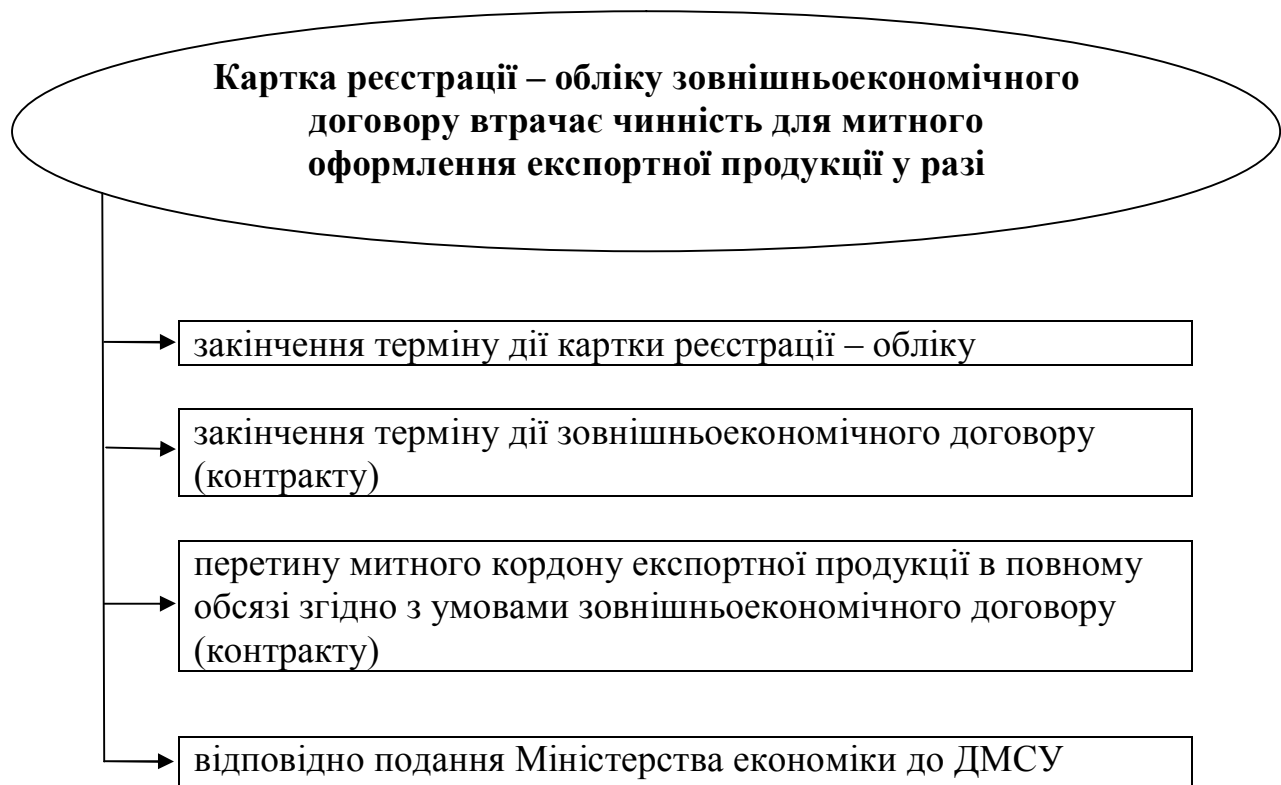 Картка реєстрації – обліку зовнішньоекономічного
договору втрачає чинність для митного
оформлення експортної продукції у разі
закінчення терміну дії картки реєстрації – обліку
закінчення терміну дії зовнішньоекономічного договору
(контракту)
перетину митного кордону експортної продукції в повному
обсязі згідно з умовами зовнішньоекономічного договору
(контракту)
відповідно подання Міністерства економіки до ДМСУ